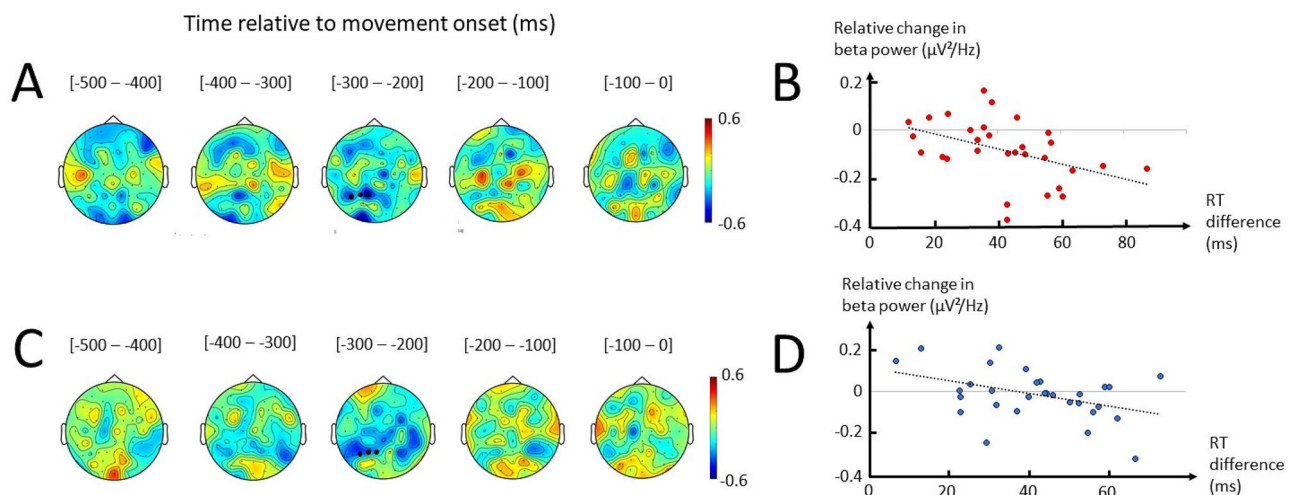 Time relative to movement onset (ms)
A
[-500 – -400]
[-400 – -300]
[-300 – -200]
[-200 – -100]
[-100 – 0]
0.6
-0.6
B
Relative change in
beta power (µV²/Hz)
0.2
0
-0.2
-0.4
0
20
40
60
80
RT
difference
(ms)
C
[-500 – -400]
[-400 – -300]
[-300 – -200]
[-200 – -100]
[-100 – 0]
0.6
-0.6
D
Relative change in
beta power (µV²/Hz)
0.2
0
-0.2
-0.4
0
20
40
60
RT
difference
(ms)